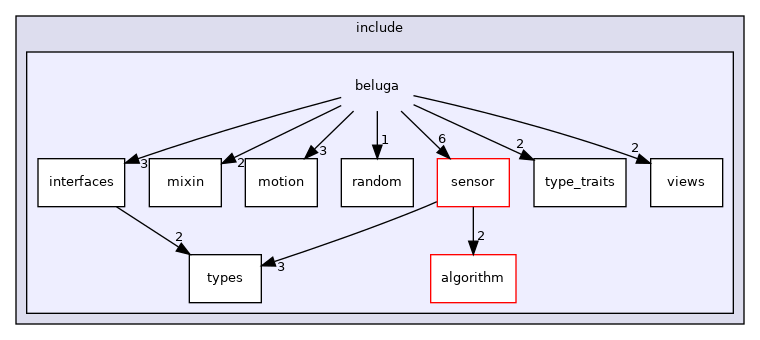 include
beluga
3
2
3
1
6
2
2
interfaces
mixin
motion
random
sensor
type_traits
views
2
3
2
types
algorithm